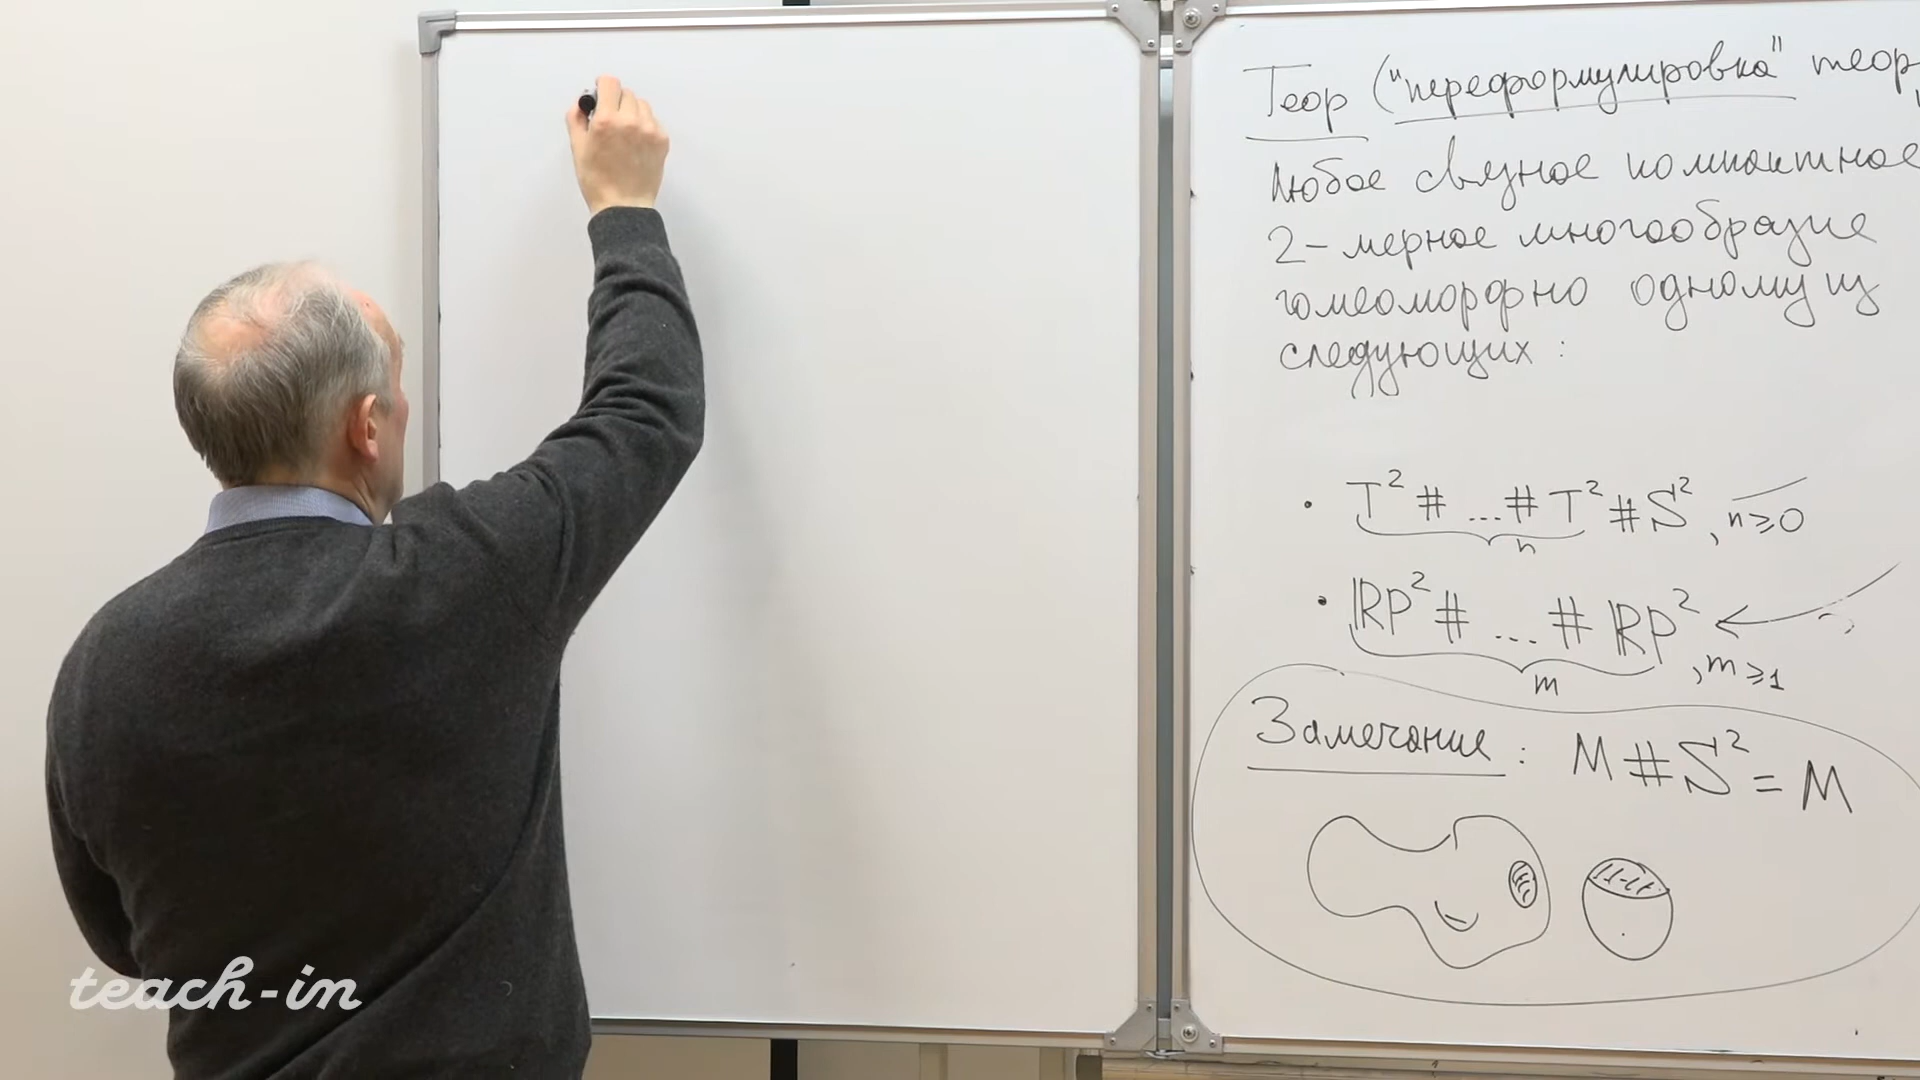 Теор ("переформулировка" теор
Любое связное компактное
2-мерное многообразие
гомеоморфно одному из
следующих :
• T² # ... # T² # S² , n ⩾ 0
n
• ℝP² # ... # ℝP² , m ⩾ 1
m
Замечание : M # S² = M
teach-in